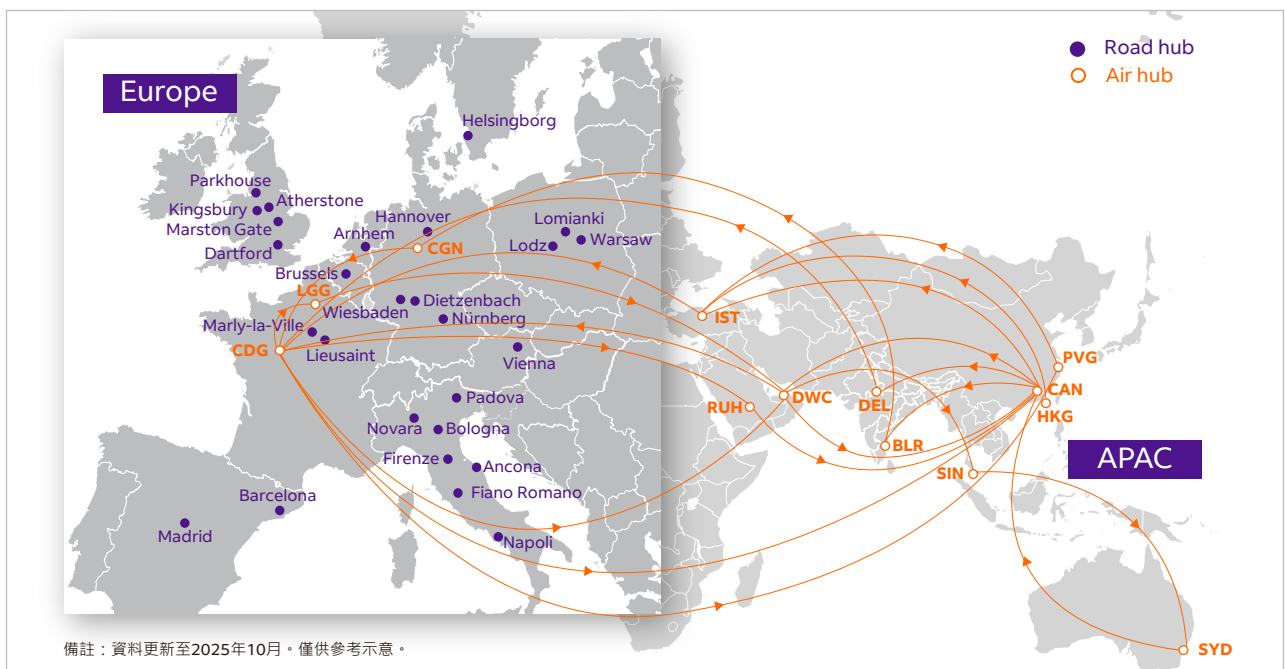 Road hub
Air hub
Europe
Helsingborg
Parkhouse
Atherstone
Kingsbury
Marston Gate
Dartford
Hannover
Arnhem
CGN
Lomianki
Lodz
Warsaw
Brussels
LGG
Wiesbaden
Dietzenbach
Nürnberg
Marly-la-Ville
Lieusaint
CDG
Vienna
IST
PVG
CAN
HKG
RUH
DWC
DEL
BLR
SIN
APAC
Padova
Novara
Bologna
Firenze
Ancona
Fiano Romano
Barcelona
Madrid
Napoli
SYD
備註：資料更新至2025年10月。僅供參考示意。